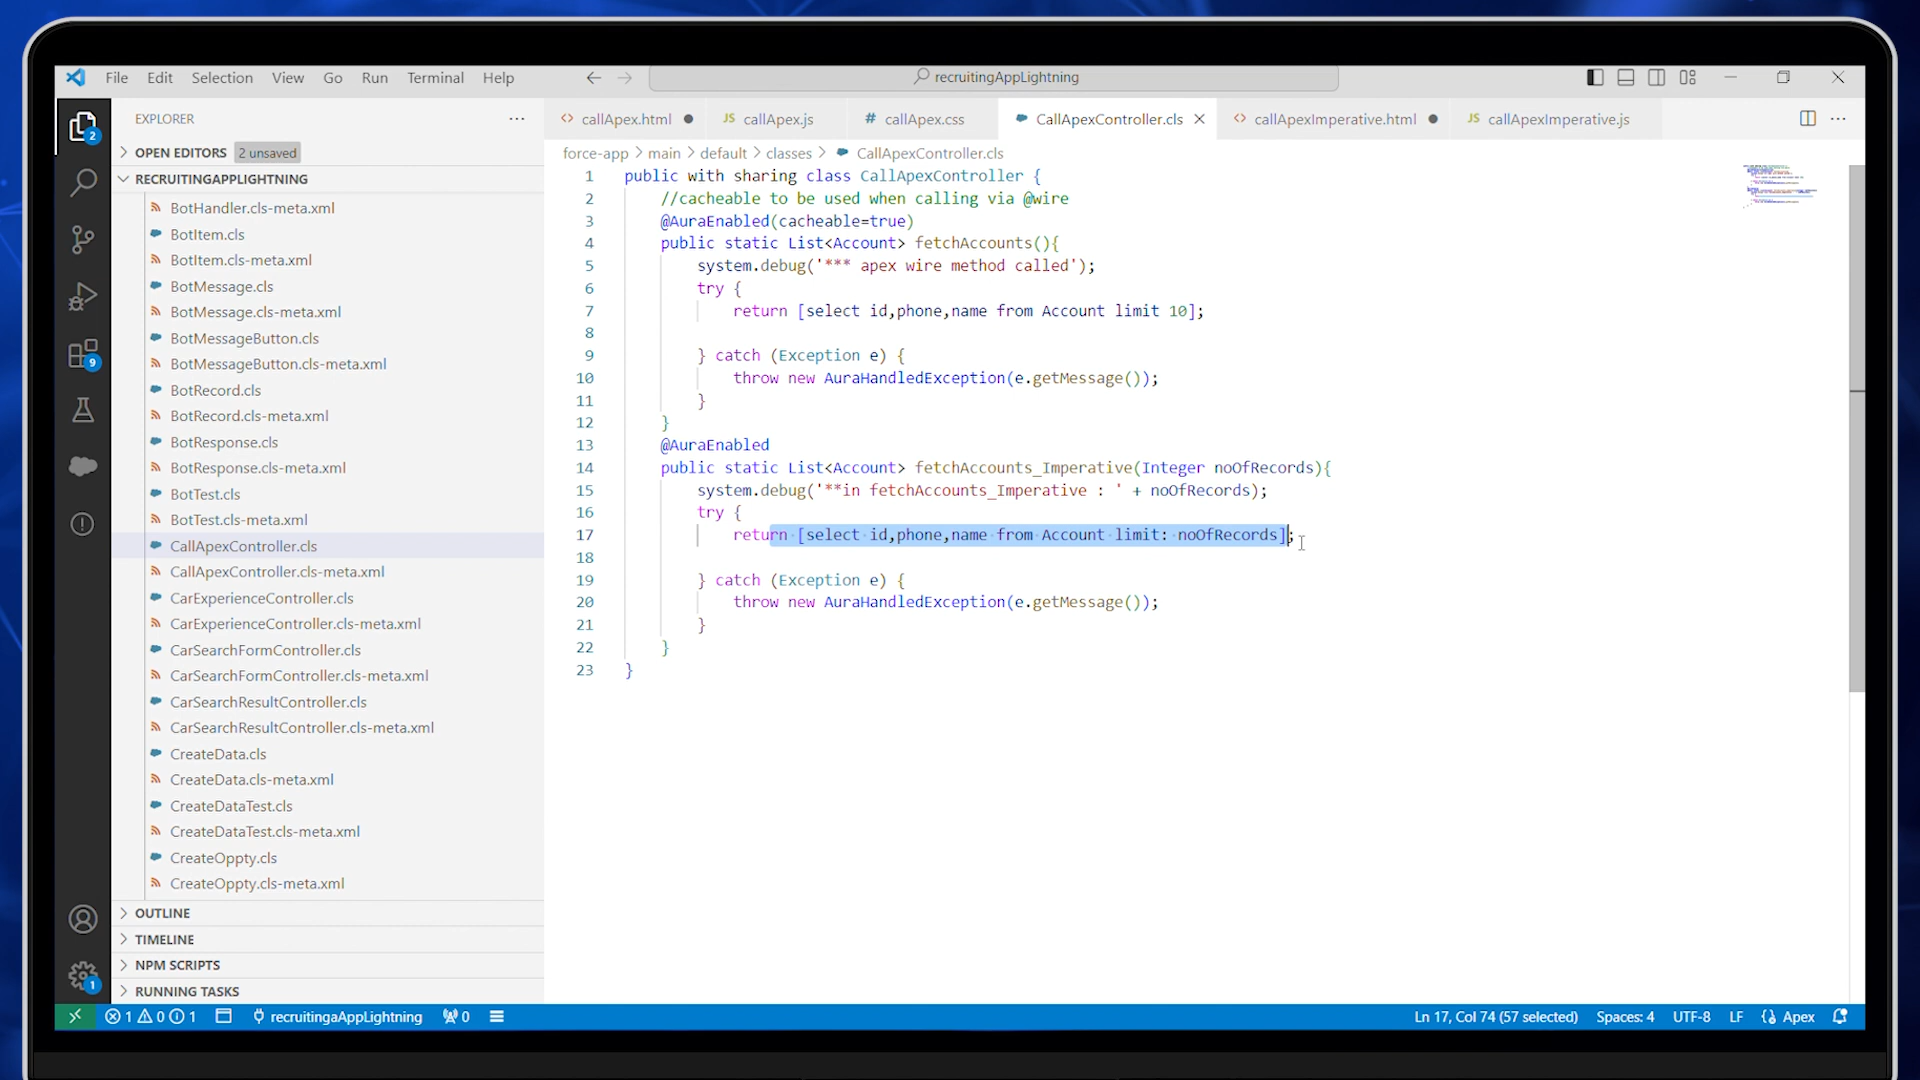 File Edit Selection View Go Run Terminal Help
recruitingAppLightning
EXPLORER
callApex.html
JS callApex.js
# callApex.css
CallApexController.cls
callApexImperative.html
JS callApexImperative.js
OPEN EDITORS 2 unsaved
force-app > main > default > classes > CallApexController.cls
RECRUITINGAPPLIGHTNING
BotHandler.cls-meta.xml
BotItem.cls
BotItem.cls-meta.xml
BotMessage.cls
BotMessage.cls-meta.xml
BotMessageButton.cls
BotMessageButton.cls-meta.xml
BotRecord.cls
BotRecord.cls-meta.xml
BotResponse.cls
BotResponse.cls-meta.xml
BotTest.cls
BotTest.cls-meta.xml
CallApexController.cls
CallApexController.cls-meta.xml
CarExperienceController.cls
CarExperienceController.cls-meta.xml
CarSearchFormController.cls
CarSearchFormController.cls-meta.xml
CarSearchResultController.cls
CarSearchResultController.cls-meta.xml
CreateData.cls
CreateData.cls-meta.xml
CreateDataTest.cls
CreateDataTest.cls-meta.xml
CreateOppty.cls
CreateOppty.cls-meta.xml
OUTLINE
TIMELINE
NPM SCRIPTS
RUNNING TASKS
2
9
1
1 public with sharing class CallApexController {
2 //cacheable to be used when calling via @wire
3 @AuraEnabled(cacheable=true)
4 public static List<Account> fetchAccounts(){
5 system.debug('*** apex wire method called');
6 try {
7 return [select id,phone,name from Account limit 10];
8
9 } catch (Exception e) {
10 throw new AuraHandledException(e.getMessage());
11 }
12 }
13 @AuraEnabled
14 public static List<Account> fetchAccounts_Imperative(Integer noOfRecords){
15 system.debug('**in fetchAccounts_Imperative : ' + noOfRecords);
16 try {
17 return [select id,phone,name from Account limit: noOfRecords];
18
19 } catch (Exception e) {
20 throw new AuraHandledException(e.getMessage());
21 }
22 }
23 }
1 0 1 recruitingaAppLightning 0
Ln 17, Col 74 (57 selected) Spaces: 4 UTF-8 LF Apex